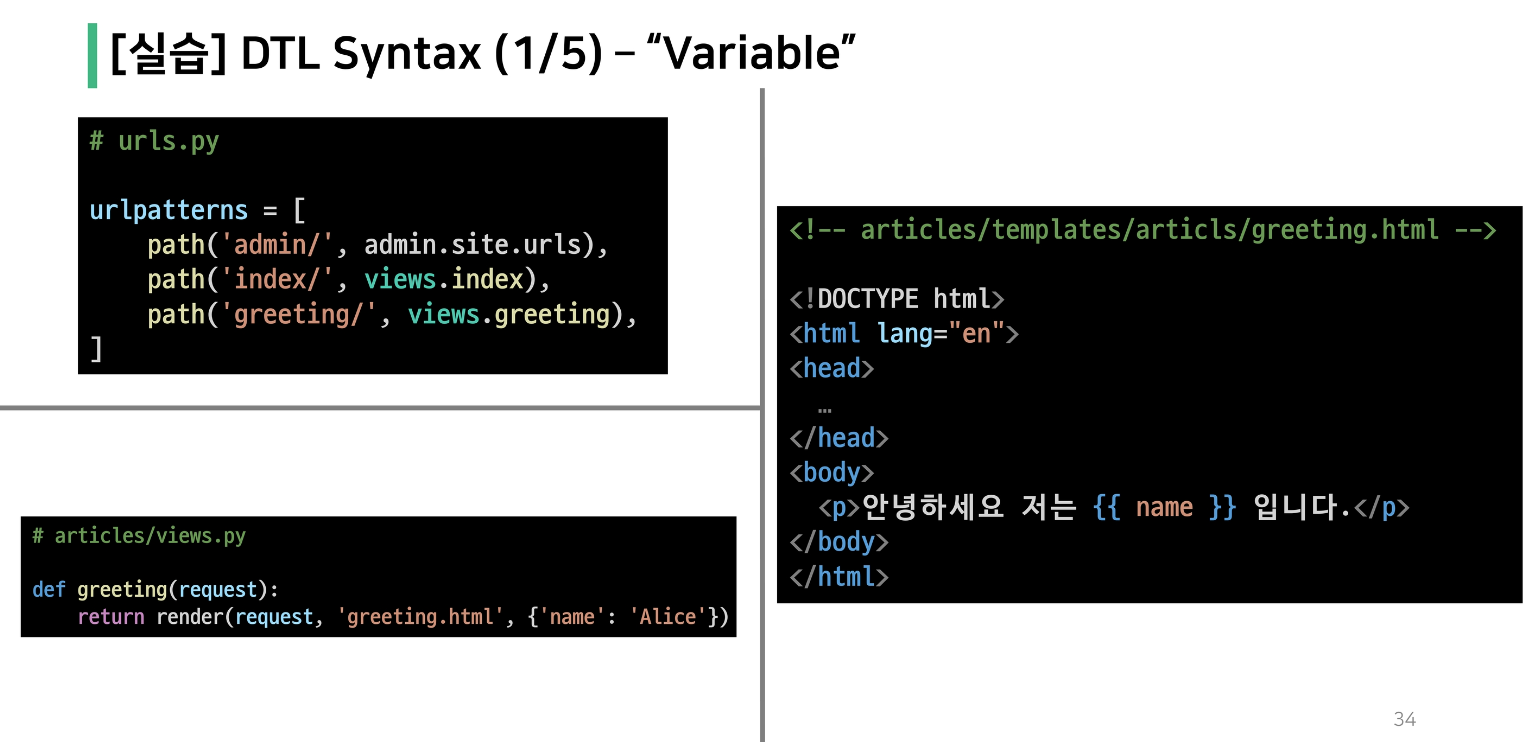 [실습] DTL Syntax (1/5) – “Variable”
# urls.py
urlpatterns = [
    path('admin/', admin.site.urls),
    path('index/', views.index),
    path('greeting/', views.greeting),
]
# articles/views.py
def greeting(request):
    return render(request, 'greeting.html', {'name': 'Alice'})
<!-- articles/templates/articls/greeting.html -->
<!DOCTYPE html>
<html lang="en">
<head>
  …
</head>
<body>
  <p>안녕하세요 저는 {{ name }} 입니다.</p>
</body>
</html>
34